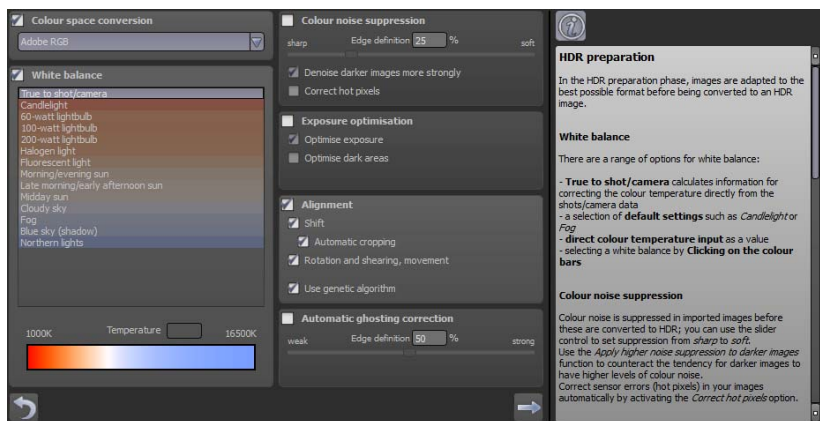 Colour space conversion
Adobe RGB
White balance
True to shot/camera
Candlelight
60-watt lightbulb
100-watt lightbulb
200-watt lightbulb
Halogen light
Fluorescent light
Morning/evening sun
Late morning/early afternoon sun
Midday sun
Cloudy sky
Fog
Blue sky (shadow)
Northern lights
1000K Temperature 16500K
Colour noise suppression
sharp Edge definition 25 % soft
Denoise darker images more strongly
Correct hot pixels
Exposure optimisation
Optimise exposure
Optimise dark areas
Alignment
Shift
Automatic cropping
Rotation and shearing, movement
Use genetic algorithm
Automatic ghosting correction
weak Edge definition 50 % strong
HDR preparation
In the HDR preparation phase, images are adapted to the
best possible format before being converted to an HDR
image.
White balance
There are a range of options for white balance:
- True to shot/camera calculates information for
correcting the colour temperature directly from the
shots/camera data
- a selection of default settings such as Candlelight or
Fog
- direct colour temperature input as a value
- selecting a white balance by Clicking on the colour
bars
Colour noise suppression
Colour noise is suppressed in imported images before
these are converted to HDR; you can use the slider
control to set suppression from sharp to soft.
Use the Apply higher noise suppression to darker images
function to counteract the tendency for darker images to
have higher levels of colour noise.
Correct sensor errors (hot pixels) in your images
automatically by activating the Correct hot pixels option.